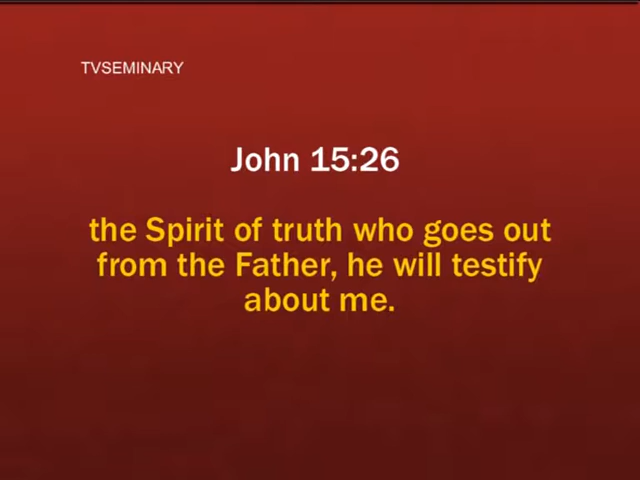 TVSEMINARY
John 15:26
the Spirit of truth who goes out
from the Father, he will testify
about me.